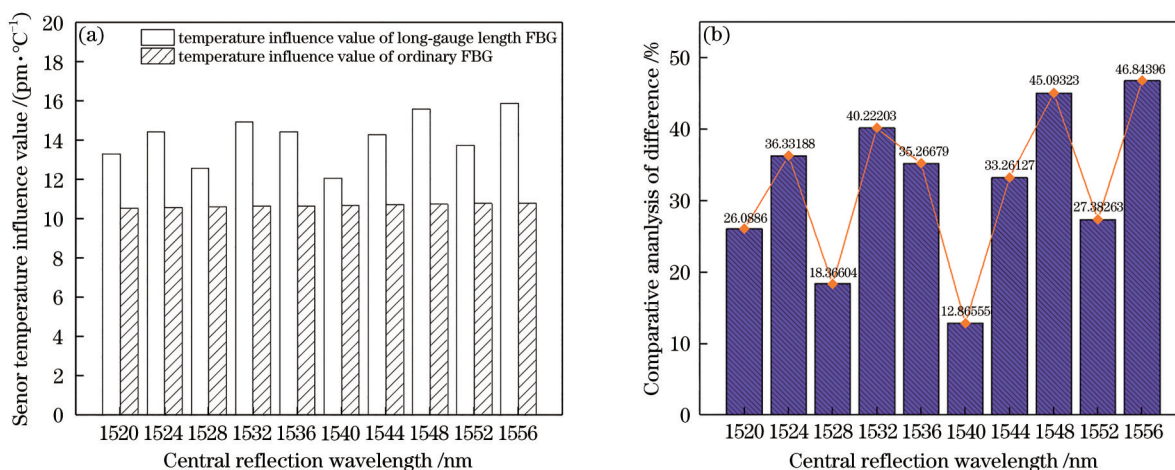 (a)
temperature influence value of long-gauge length FBG
temperature influence value of ordinary FBG
Senor temperature influence value /(pm·°C⁻¹)
20
18
16
14
12
10
8
6
4
2
0
1520 1524 1528 1532 1536 1540 1544 1548 1552 1556
Central reflection wavelength /nm
(b)
Comparative ananlysis of difference /%
50
40
30
20
10
0
26.0886
36.33188
18.36604
40.22203
35.26679
12.86555
33.26127
45.09323
27.38263
46.84396
1520 1524 1528 1532 1536 1540 1544 1548 1552 1556
Central reflection wavelength /nm